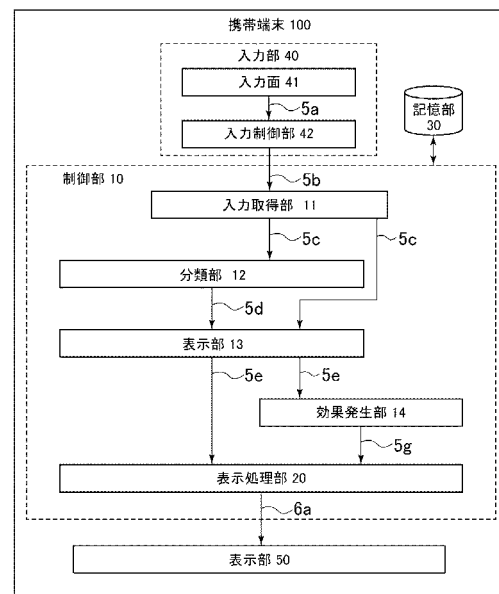 携帯端末 100
入力部 40
入力面 41
5a
入力制御部 42
記憶部
30
制御部 10
5b
入力取得部 11
5c
5c
分類部 12
5d
表示部 13
5e
5e
効果発生部 14
5g
表示処理部 20
6a
表示部 50